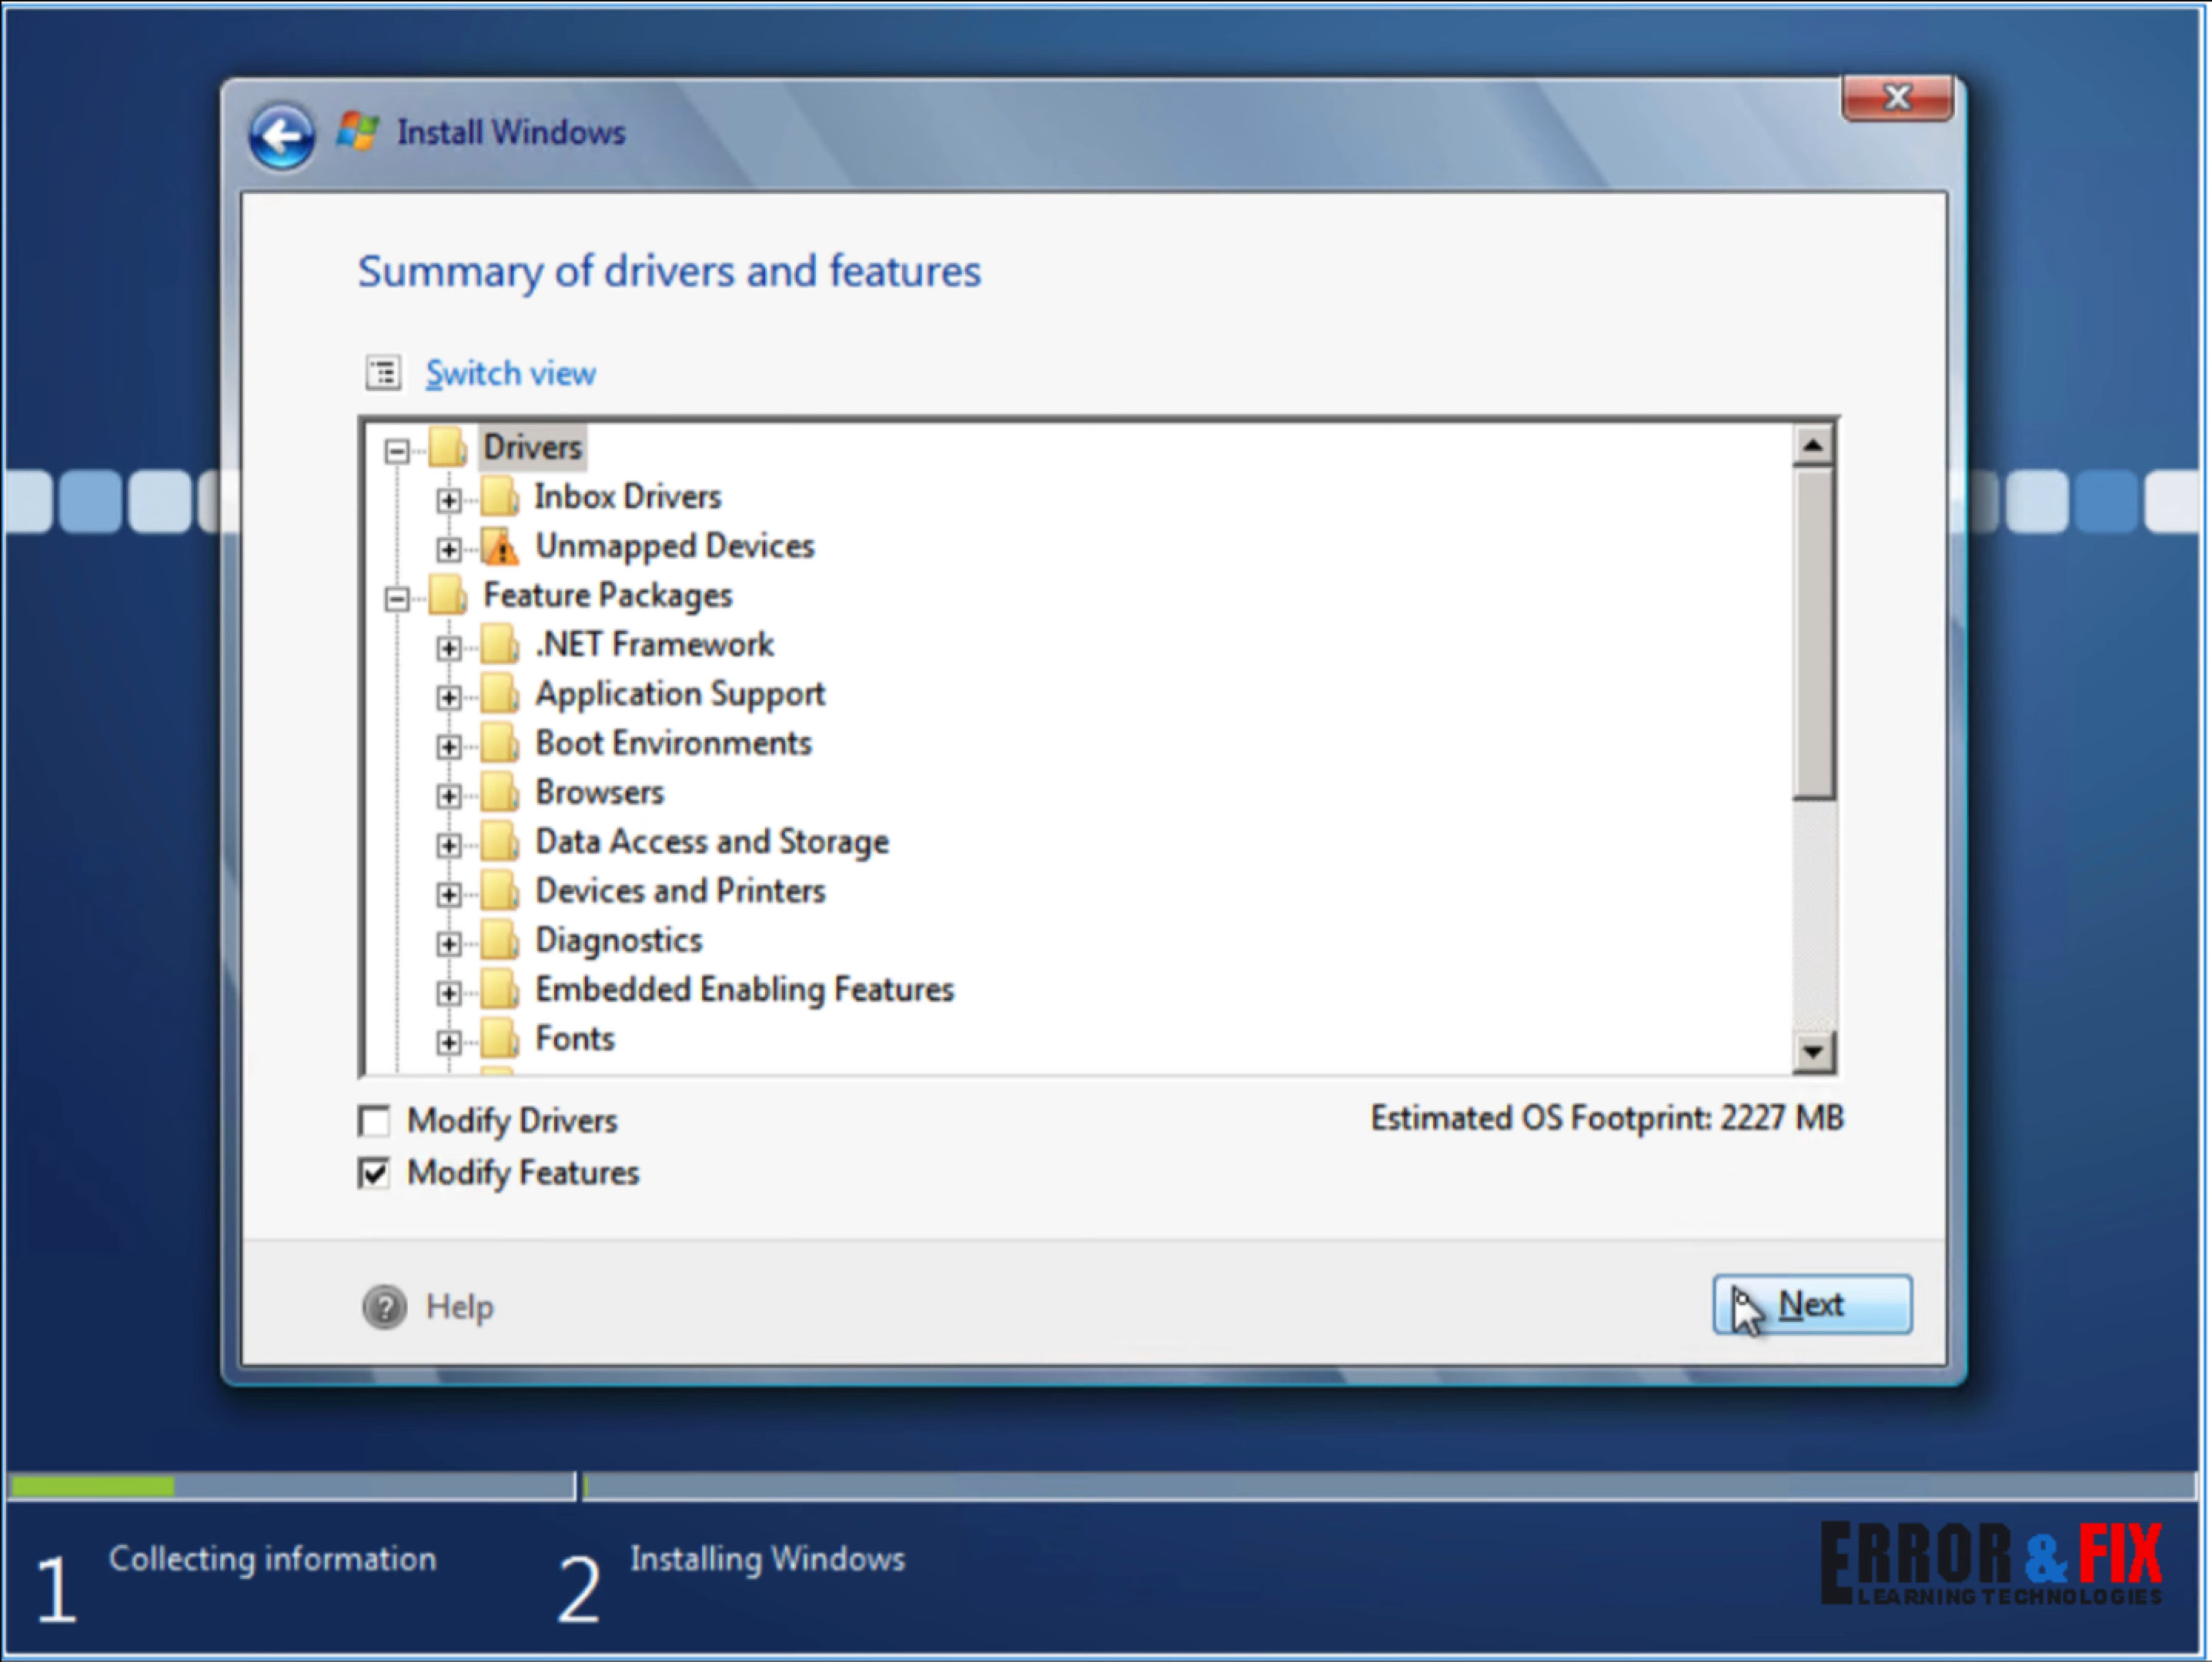 Install Windows
Summary of drivers and features
Switch view
Drivers
Inbox Drivers
Unmapped Devices
Feature Packages
.NET Framework
Application Support
Boot Environments
Browsers
Data Access and Storage
Devices and Printers
Diagnostics
Embedded Enabling Features
Fonts
Modify Drivers
Estimated OS Footprint: 2227 MB
Modify Features
Help
Next
1 Collecting information
2 Installing Windows
ERROR & FIX
LEARNING TECHNOLOGIES